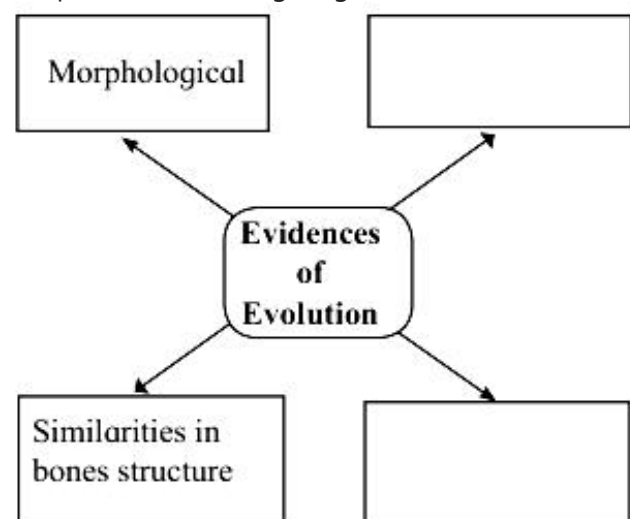 Morphological
Evidences
of
Evolution
Similarities in
bones structure